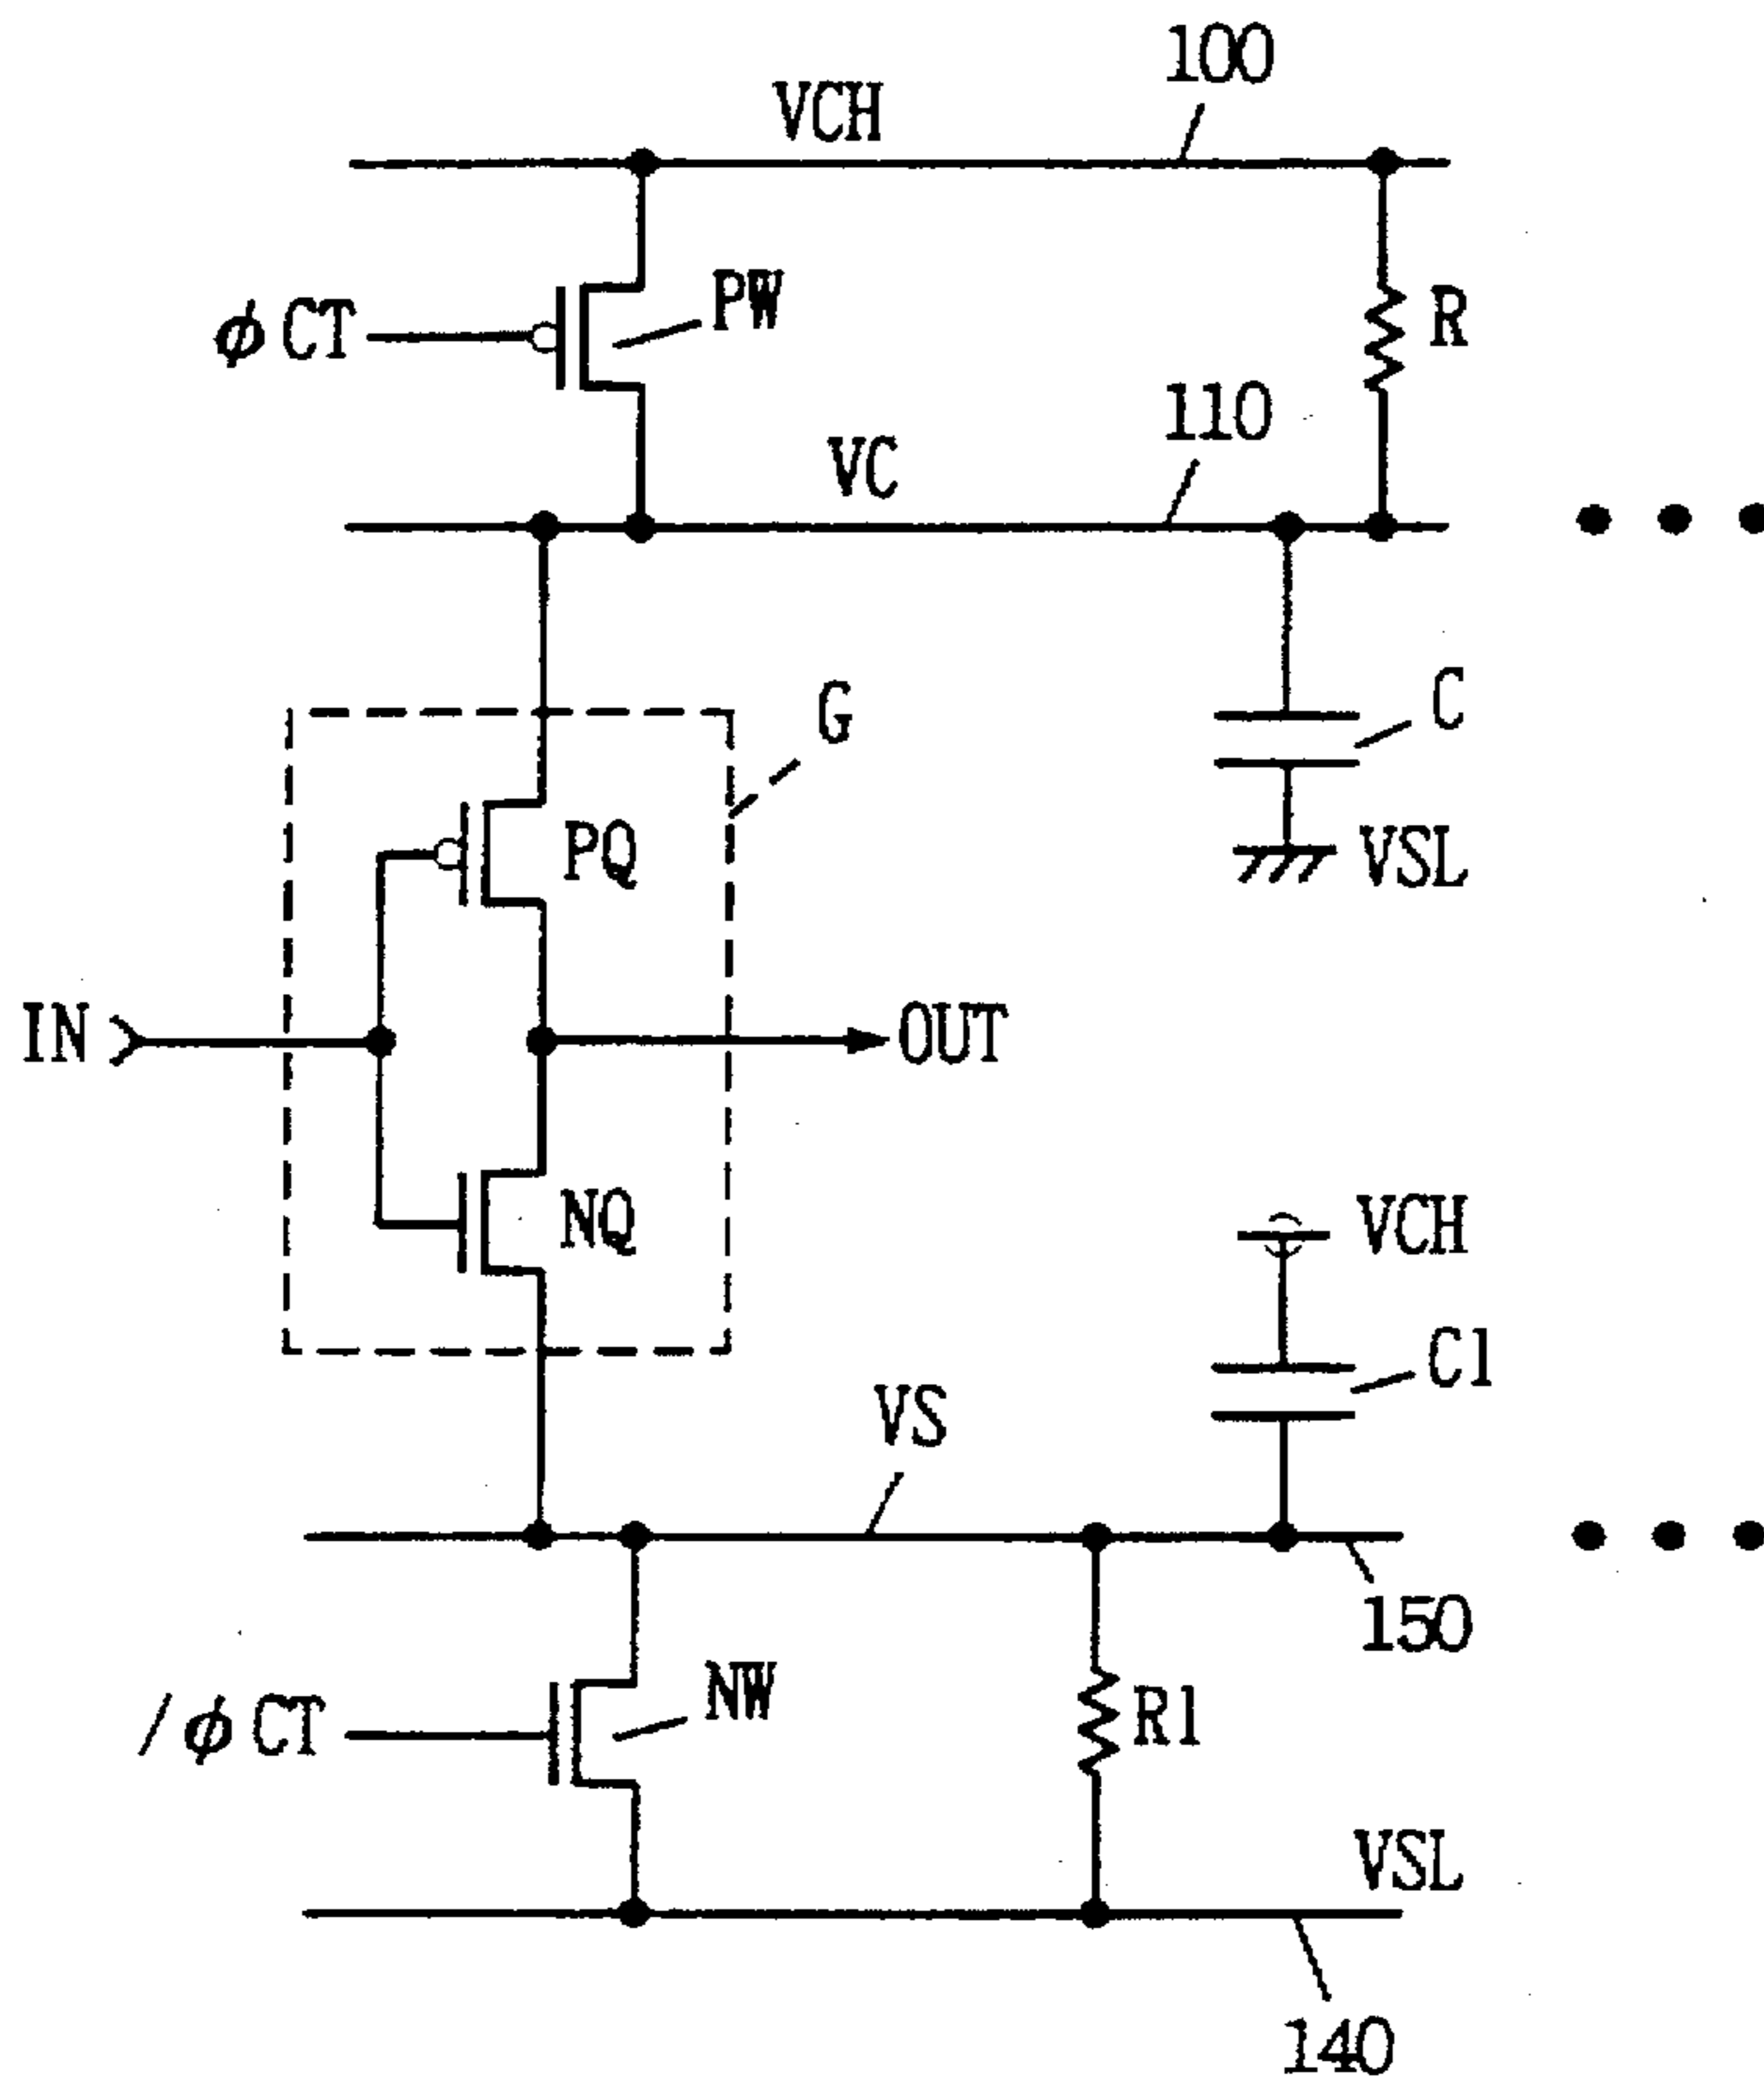 100
VCH
PW
φCT
R
110
VC
G
C
PQ
VSL
IN
OUT
NQ
VCH
C1
VS
150
NW
/φCT
R1
VSL
140